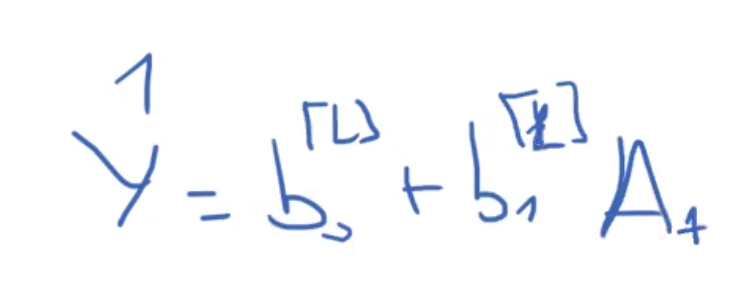 Ŷ = b₀^[L] + b₁^[L] A₁